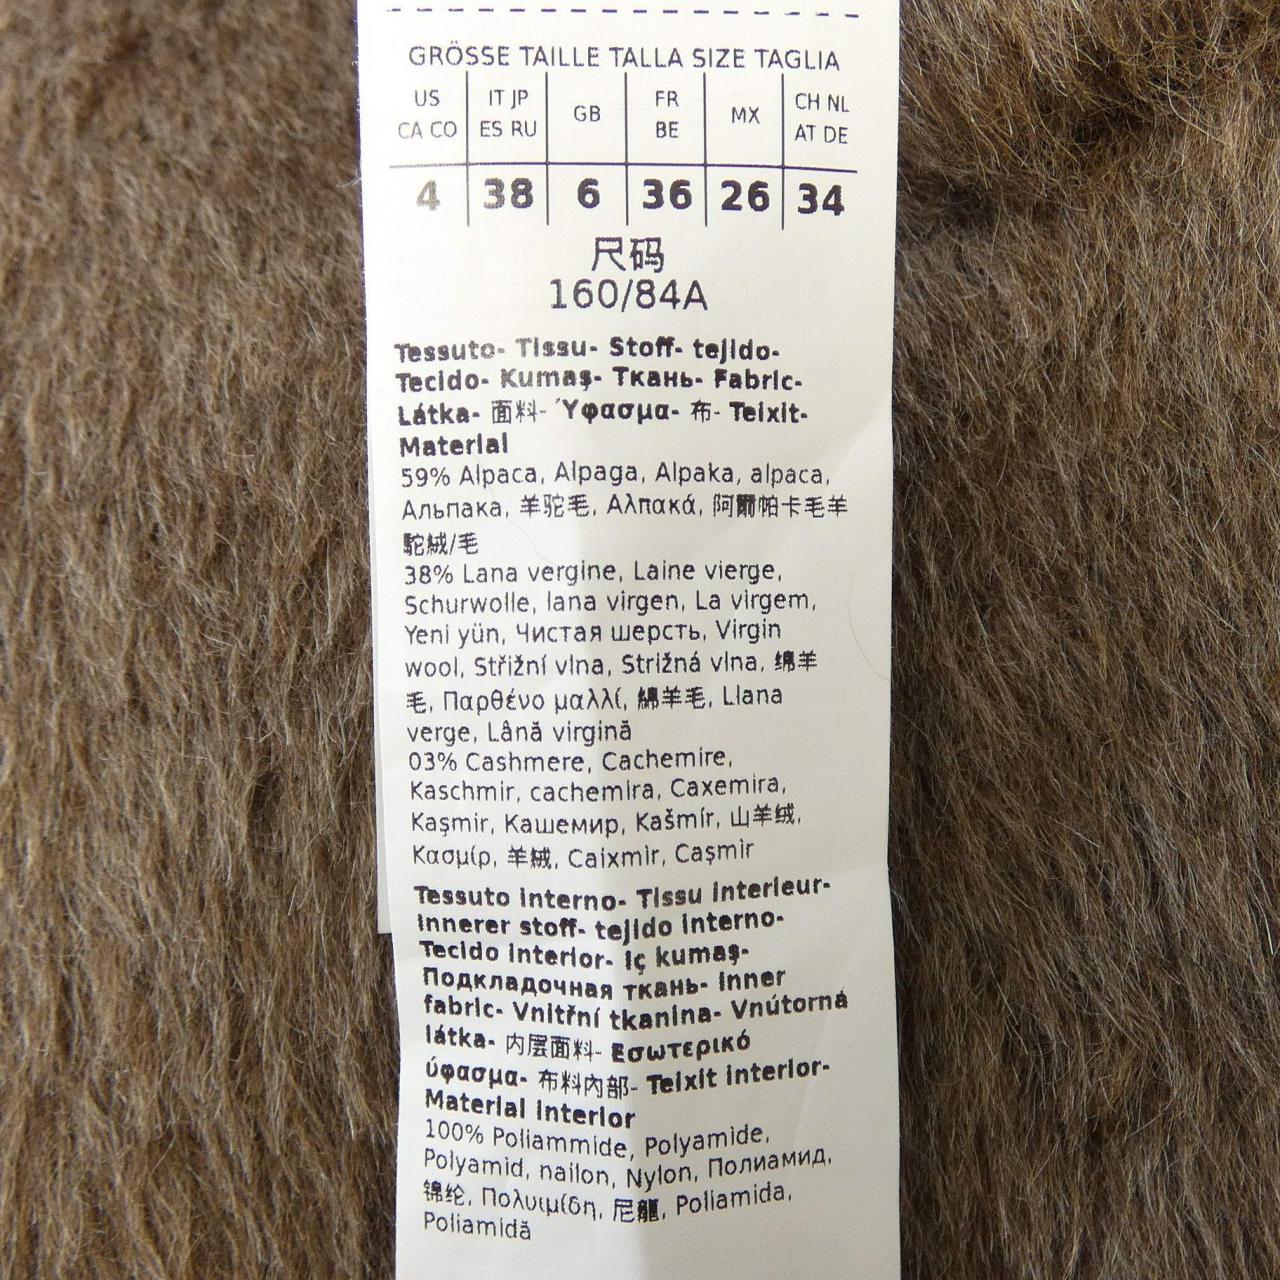 GRÖSSE TAILLE TALLA SIZE TAGLIA
US CA CO | IT JP ES RU | GB | FR BE | MX | CH NL AT DE
4 | 38 | 6 | 36 | 26 | 34
尺码
160/84A
Tessuto- Tissu- Stoff- tejido-
Tecido- Kumaş- Ткань- Fabric-
Látka- 面料- Ύφασμα- 布- Teixit-
Material
59% Alpaca, Alpaga, Alpaka, alpaca,
Альпака, 羊驼毛, Αλπακά, 阿爾帕卡毛羊
駝絨/毛
38% Lana vergine, Laine vierge,
Schurwolle, lana virgen, La virgem,
Yeni yün, Чистая шерсть, Virgin
wool, Střižní vlna, Strižná vlna, 绵羊
毛, Παρθένο μαλλί, 綿羊毛, Llana
verge, Lână virgină
03% Cashmere, Cachemire,
Kaschmir, cachemira, Caxemira,
Kaşmir, Кашемир, Kašmír, 山羊绒,
Κασμίρ, 羊絨, Caixmir, Caşmir
Tessuto interno- Tissu interieur-
Innerer stoff- tejido interno-
Tecido interior- iç kumaş-
Подкладочная ткань- inner
fabric- Vnitřní tkanina- Vnútorná
látka- 内层面料- Εσωτερικό
ύφασμα- 布料內部- Teixit interior-
Material interior
100% Poliammide, Polyamide,
Polyamid, nailon, Nylon, Полиамид,
锦纶, Πολυιμίδη, 尼龍, Poliamida,
Poliamidă